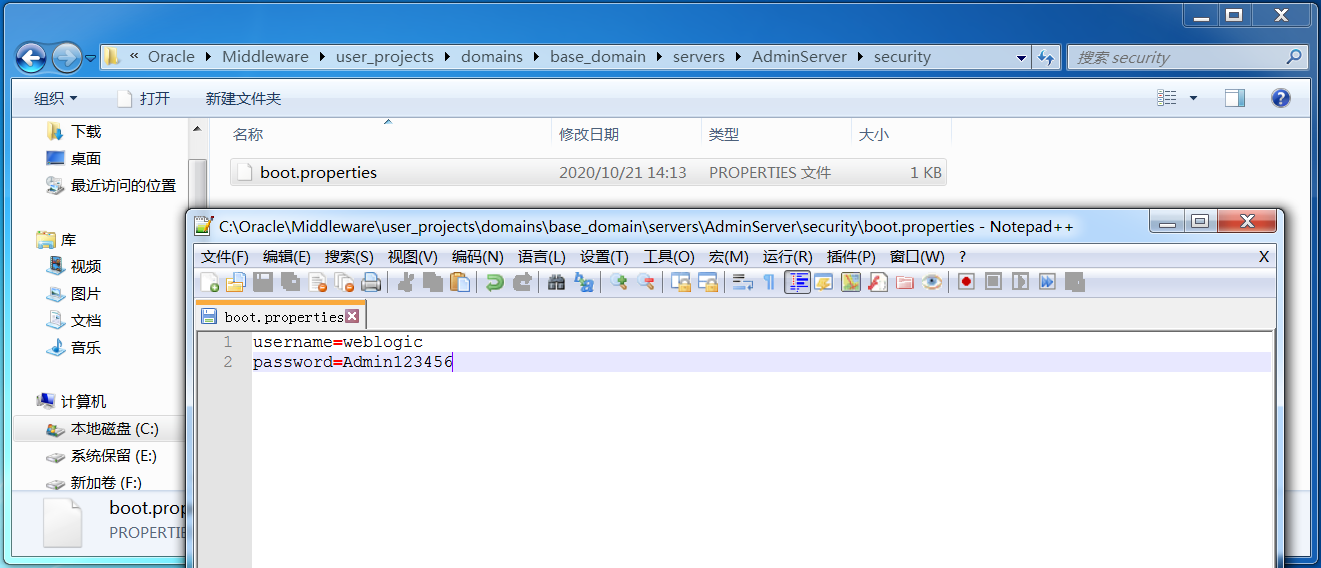 « Oracle Middleware user_projects domains base_domain servers AdminServer security
搜索 security
组织 打开 新建文件夹
下载
桌面
最近访问的位置
库
视频
图片
文档
音乐
计算机
本地磁盘 (C:)
系统保留 (E:)
新加卷 (F:)
名称 修改日期 类型 大小
boot.properties 2020/10/21 14:13 PROPERTIES 文件 1 KB
C:\Oracle\Middleware\user_projects\domains\base_domain\servers\AdminServer\security\boot.properties - Notepad++
文件(F) 编辑(E) 搜索(S) 视图(V) 编码(N) 语言(L) 设置(T) 工具(O) 宏(M) 运行(R) 插件(P) 窗口(W) ? X
boot.properties
1 username=weblogic
2 password=Admin123456
boot.prop
PROPERTIE